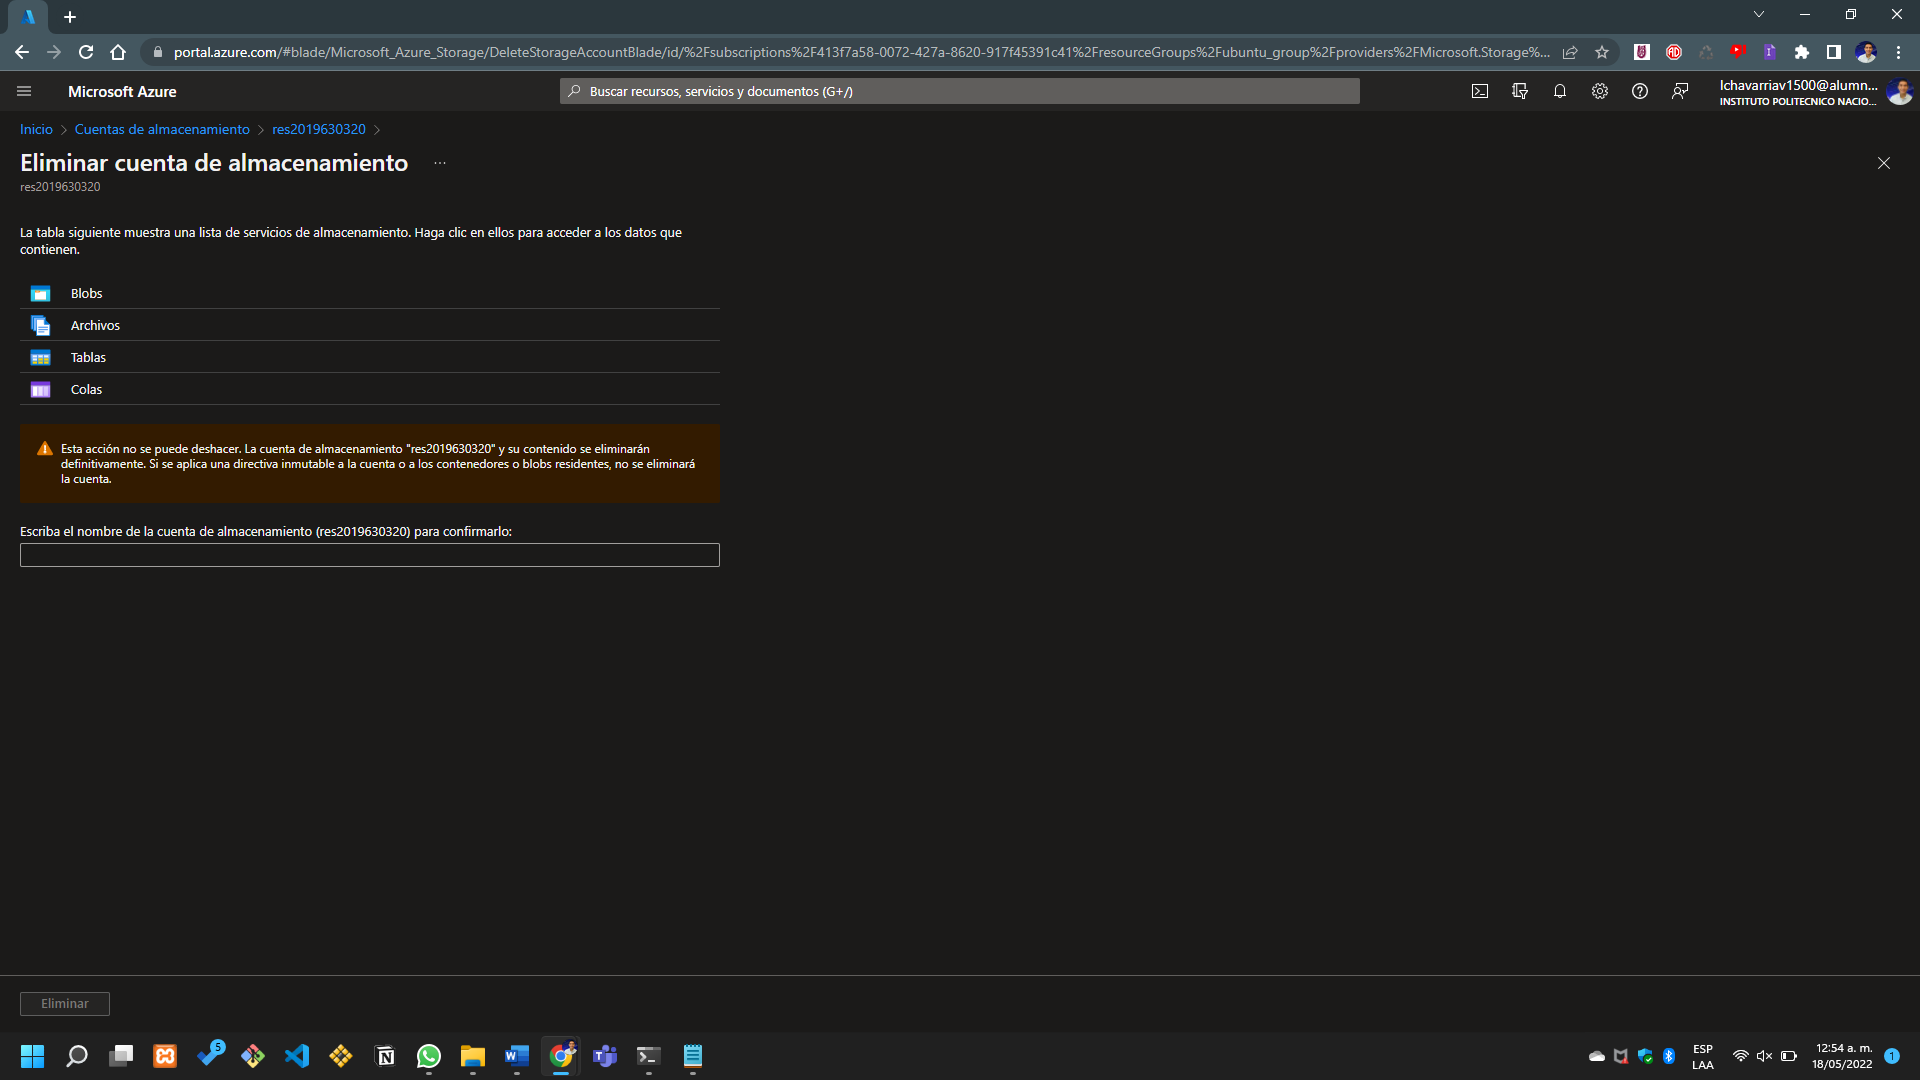 portal.azure.com/#blade/Microsoft_Azure_Storage/DeleteStorageAccountBlade/id/%2Fsubscriptions%2F413f7a58-0072-427a-8620-917f45391c41%2FresourceGroups%2Fubuntu_group%2Fproviders%2FMicrosoft.Storage%...
Microsoft Azure
Buscar recursos, servicios y documentos (G+/)
lchavarriav1500@alumn...
INSTITUTO POLITECNICO NACIO...
Inicio > Cuentas de almacenamiento > res2019630320 >
Eliminar cuenta de almacenamiento ...
res2019630320
La tabla siguiente muestra una lista de servicios de almacenamiento. Haga clic en ellos para acceder a los datos que
contienen.
Blobs
Archivos
Tablas
Colas
Esta acción no se puede deshacer. La cuenta de almacenamiento "res2019630320" y su contenido se eliminarán
definitivamente. Si se aplica una directiva inmutable a la cuenta o a los contenedores o blobs residentes, no se eliminará
la cuenta.
Escriba el nombre de la cuenta de almacenamiento (res2019630320) para confirmarlo:
Eliminar
5
ESP
LAA
12:54 a. m.
18/05/2022
1